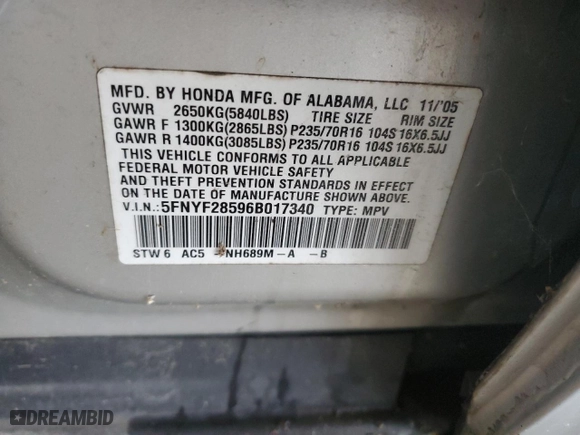 MFD. BY HONDA MFG. OF ALABAMA, LLC 11/'05
GVWR 2650KG(5840LBS) TIRE SIZE RIM SIZE
GAWR F 1300KG(2865LBS) P235/70R16 104S 16X6.5JJ
GAWR R 1400KG(3085LBS) P235/70R16 104S 16X6.5JJ
THIS VEHICLE CONFORMS TO ALL APPLICABLE
FEDERAL MOTOR VEHICLE SAFETY
AND THEFT PREVENTION STANDARDS IN EFFECT
ON THE DATE OF MANUFACTURE SHOWN ABOVE.
V.I.N.:5FNYF28596B017340 TYPE: MPV
STW 6 AC5 -NH689M-A -B
DREAMBID